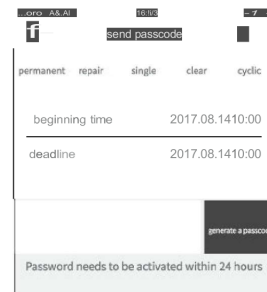 send passcode
permanent repair single clear cyclic
beginning time 2017.08.1410:00
deadline 2017.08.1410:00
generate a passcod
Password needs to be activated within 24 hours